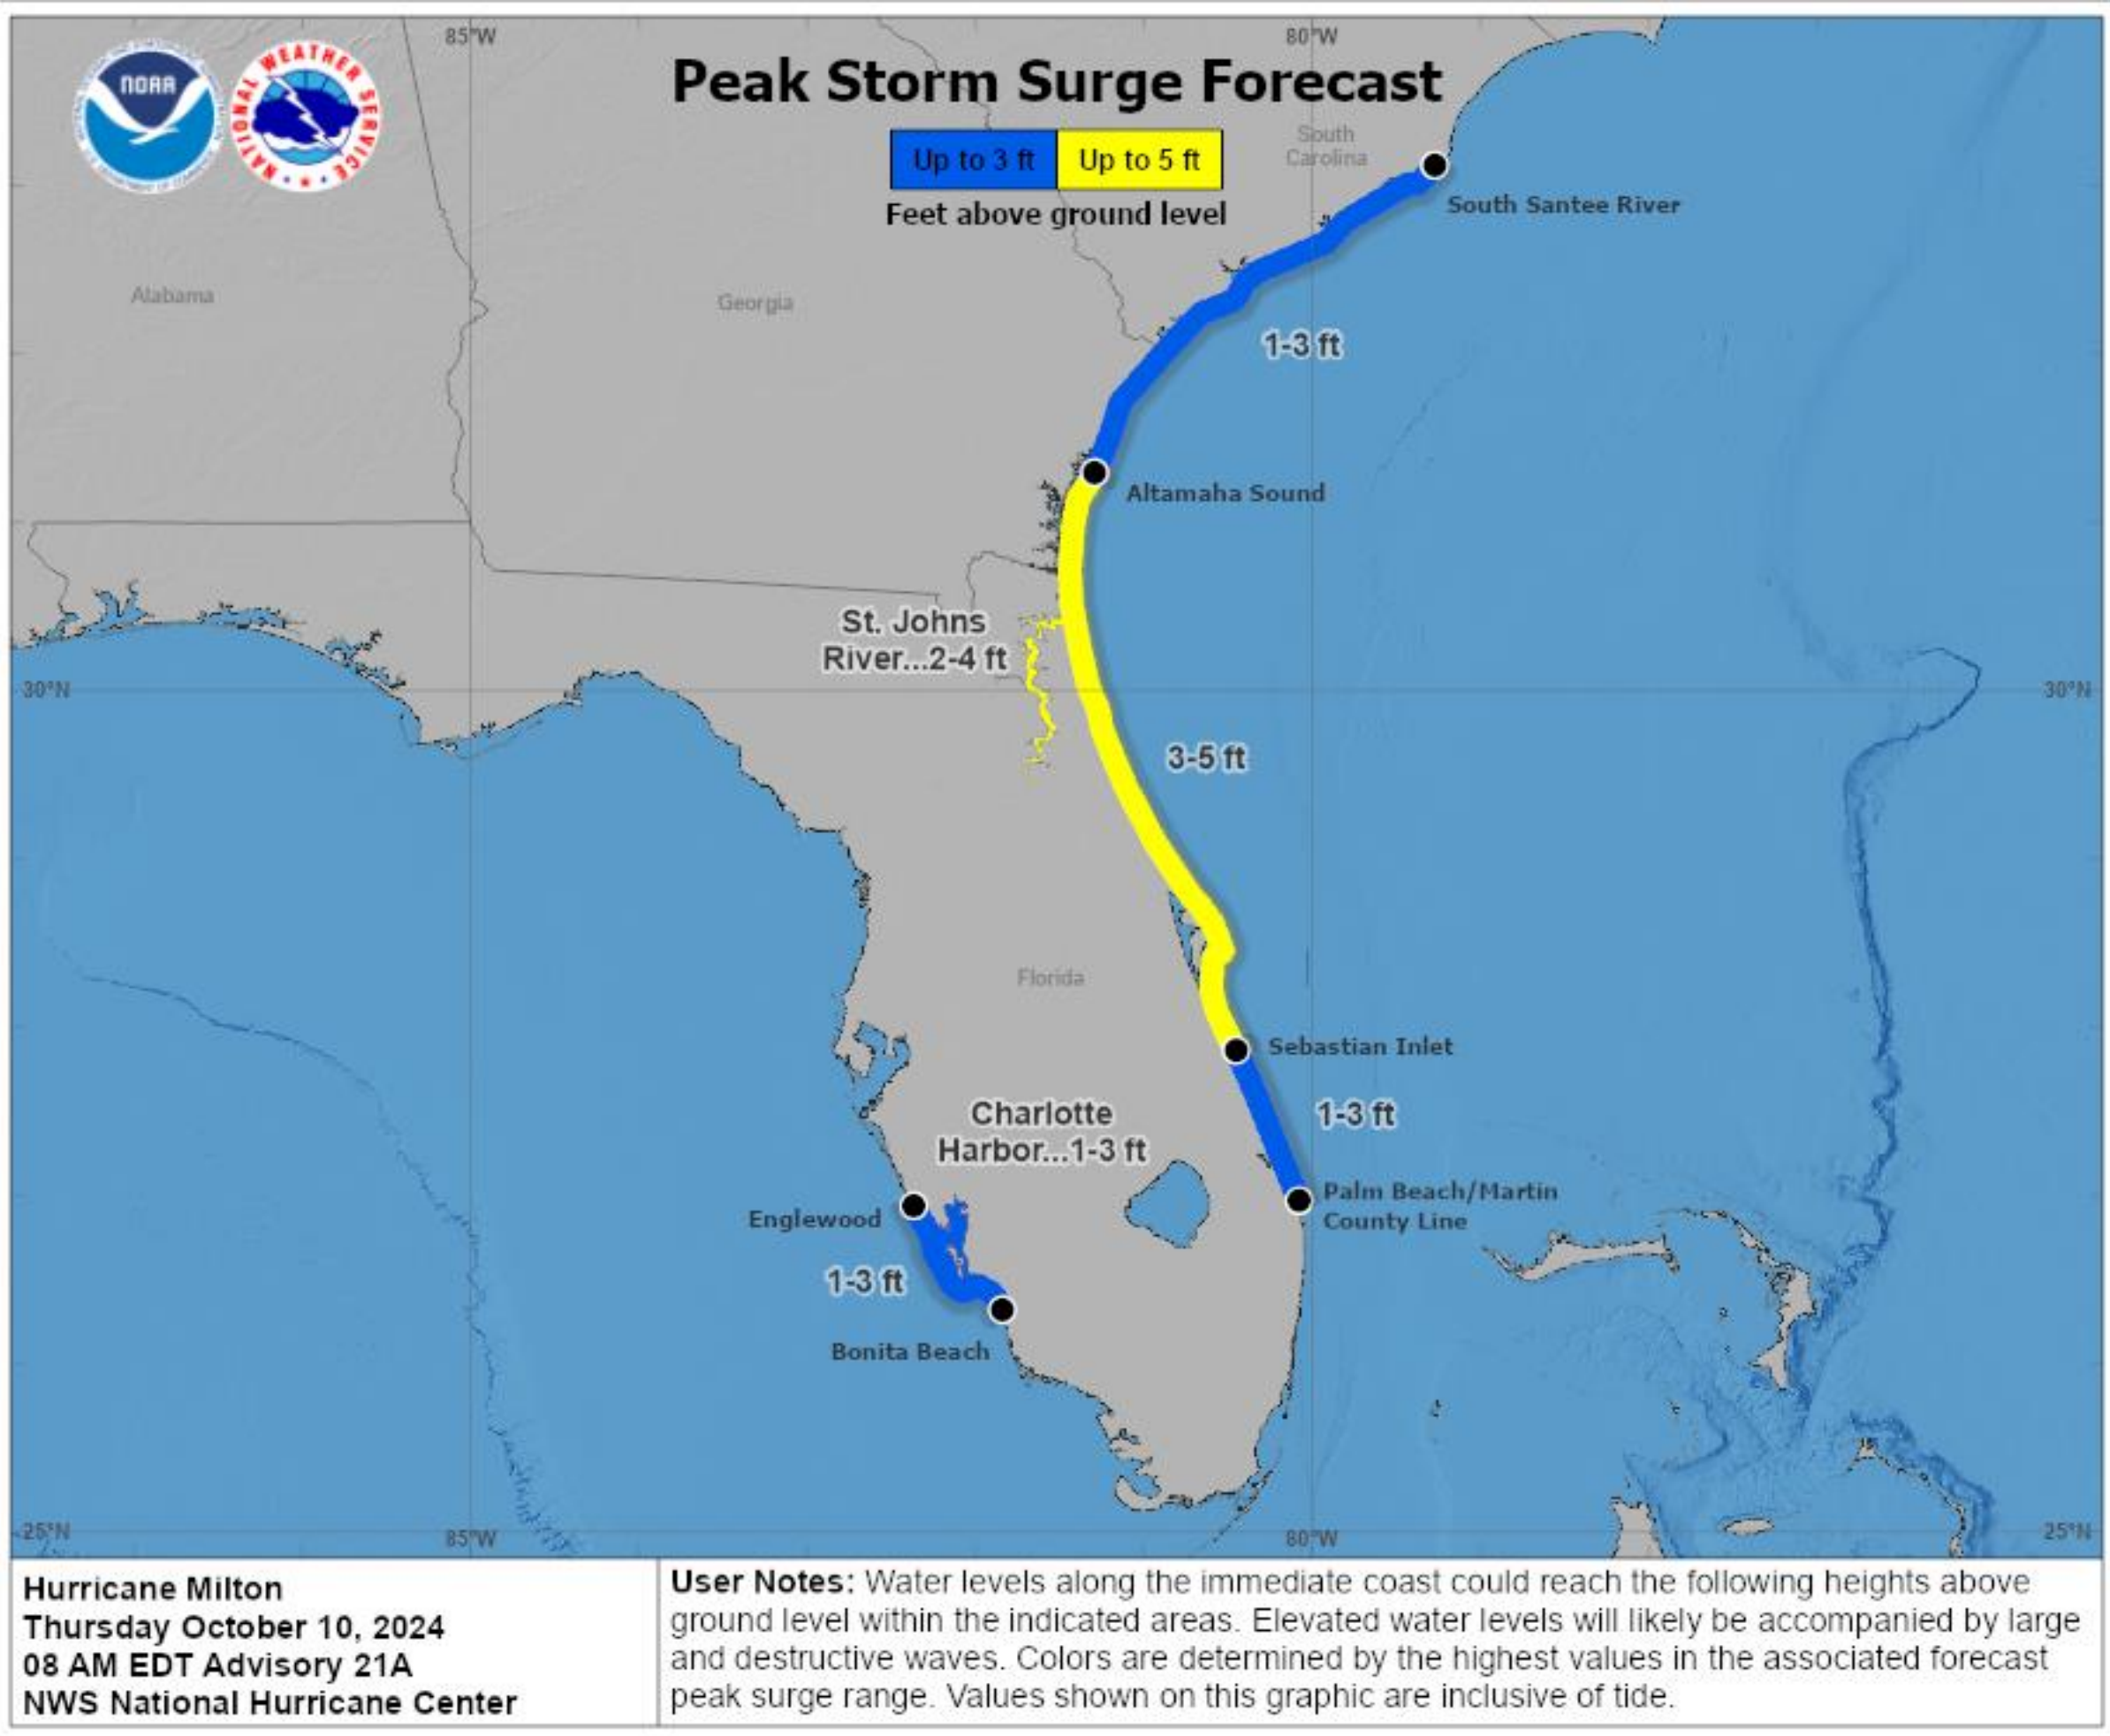 85°W
80°W
NOAA
NATIONAL WEATHER SERVICE
Peak Storm Surge Forecast
Up to 3 ft
Up to 5 ft
Feet above ground level
South
Carolina
South Santee River
Alabama
Georgia
1-3 ft
Altamaha Sound
St. Johns
River...2-4 ft
30°N
30°N
3-5 ft
Florida
Sebastian Inlet
Charlotte
Harbor...1-3 ft
1-3 ft
Palm Beach/Martin
County Line
Englewood
1-3 ft
Bonita Beach
25°N
85°W
80°W
25°N
Hurricane Milton
Thursday October 10, 2024
08 AM EDT Advisory 21A
NWS National Hurricane Center
User Notes: Water levels along the immediate coast could reach the following heights above
ground level within the indicated areas. Elevated water levels will likely be accompanied by large
and destructive waves. Colors are determined by the highest values in the associated forecast
peak surge range. Values shown on this graphic are inclusive of tide.